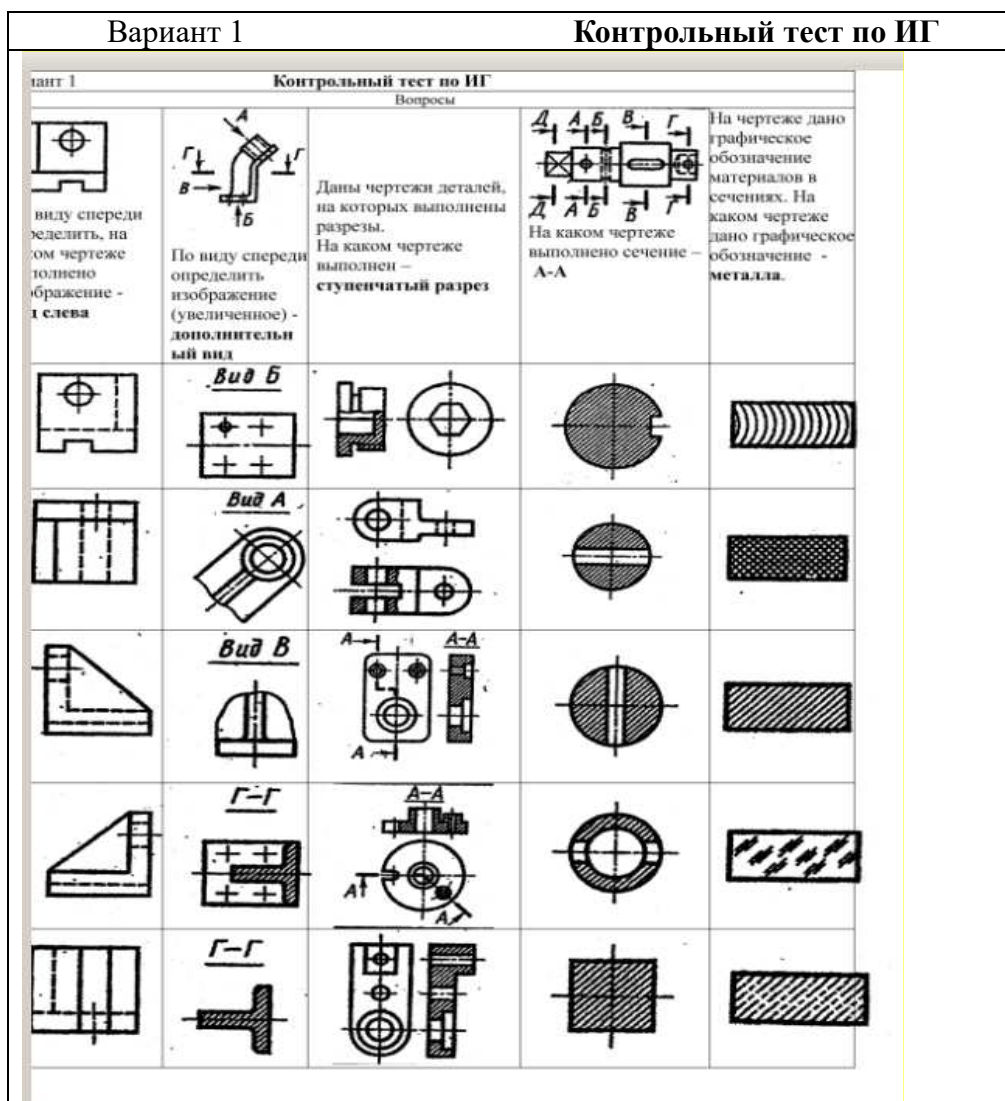 Вариант 1 Контрольный тест по ИГ
иант 1 Контрольный тест по ИГ
Вопросы
виду спереди
ределить, на
ом чертеже
полнено
ображение -
д слева
А
Г Г
В
Б
По виду спереди
определить
изображение
(увеличенное) -
дополнительн
ый вид
Даны чертежи деталей,
на которых выполнены
разрезы.
На каком чертеже
выполнен –
ступенчатый разрез
Д А Б В Г
Д А Б В Г
На каком чертеже
выполнено сечение –
А-А
На чертеже дано
графическое
обозначение
материалов в
сечениях. На
каком чертеже
дано графическое
обозначение -
металла.
Вид Б
Вид А
Вид В
А А-А
А
Г-Г
А-А
А
А
Г-Г